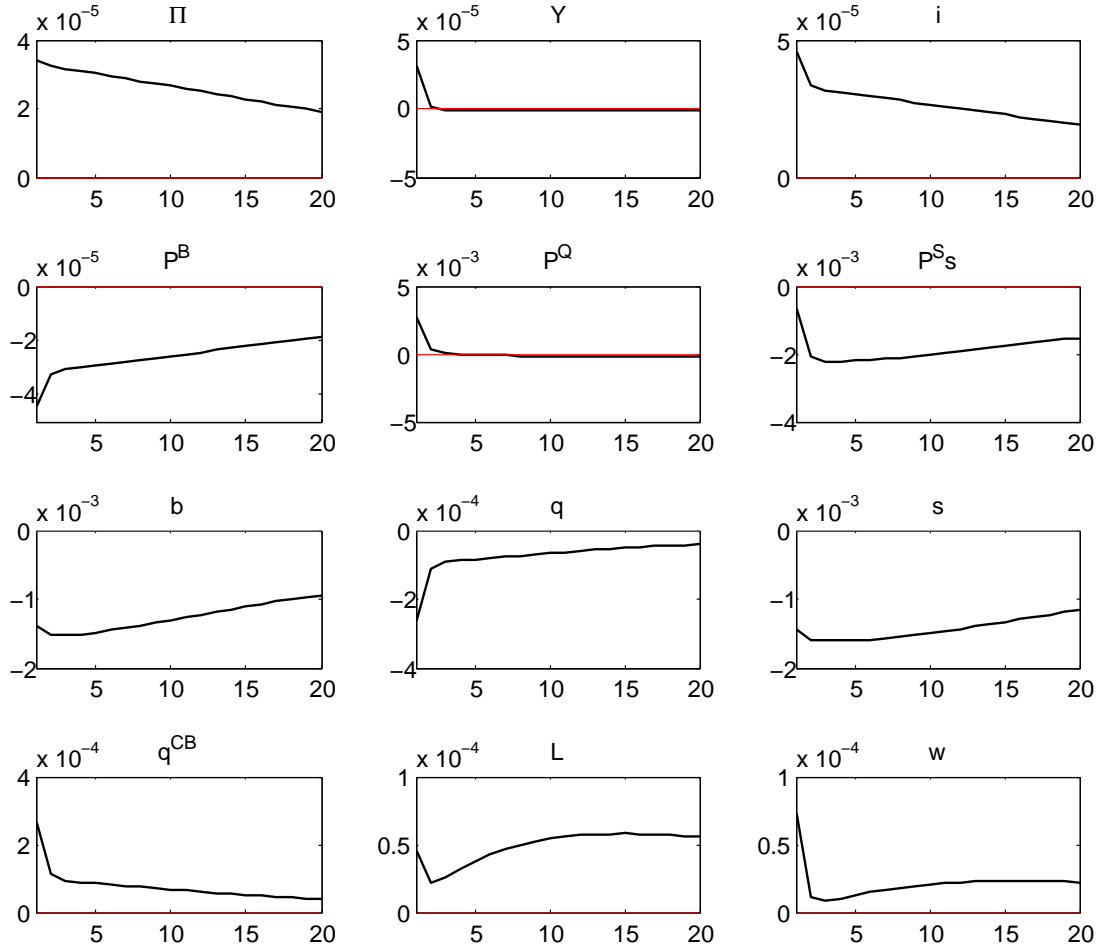 x 10⁻⁵ Π
4
2
0
5 10 15 20
x 10⁻⁵ Y
5
0
−5
5 10 15 20
x 10⁻⁵ i
5
0
5 10 15 20
x 10⁻⁵ Pᴮ
0
−2
−4
5 10 15 20
x 10⁻³ P^Q
5
0
−5
5 10 15 20
x 10⁻³ P^S s
0
−2
−4
5 10 15 20
x 10⁻³ b
0
−1
−2
5 10 15 20
x 10⁻⁴ q
0
−2
−4
5 10 15 20
x 10⁻³ s
0
−1
−2
5 10 15 20
x 10⁻⁴ q^CB
4
2
0
5 10 15 20
x 10⁻⁴ L
1
0.5
0
5 10 15 20
x 10⁻⁴ w
1
0.5
0
5 10 15 20